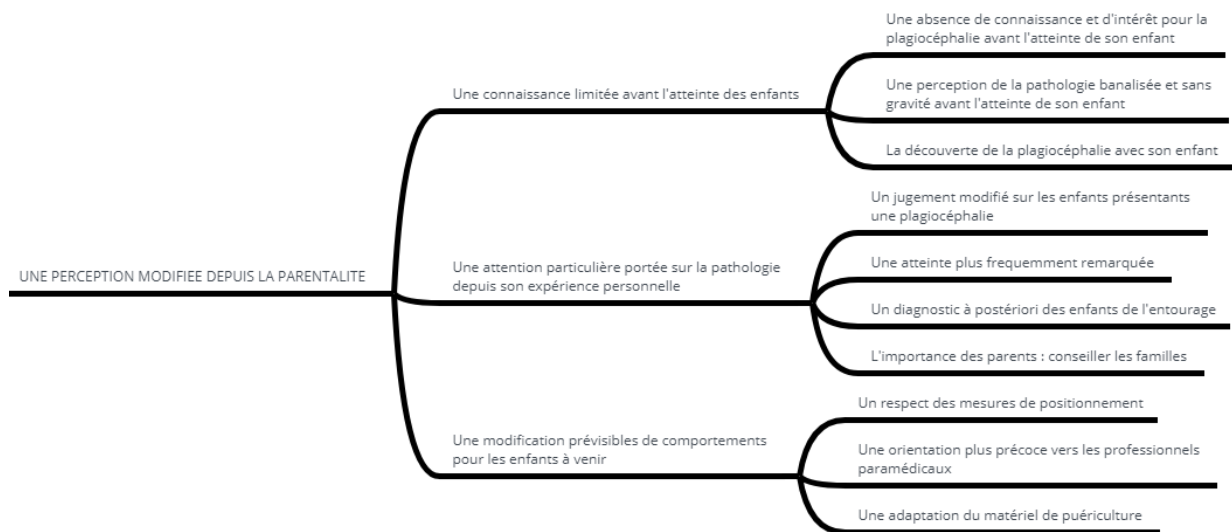 UNE PERCEPTION MODIFIEE DEPUIS LA PARENTALITE
Une connaissance limitée avant l'atteinte des enfants
Une absence de connaissance et d'intérêt pour la
plagiocéphalie avant l'atteinte de son enfant
Une perception de la pathologie banalisée et sans
gravité avant l'atteinte de son enfant
La découverte de la plagiocéphalie avec son enfant
Une attention particulière portée sur la pathologie
depuis son expérience personnelle
Un jugement modifié sur les enfants présentants
une plagiocéphalie
Une atteinte plus frequemment remarquée
Un diagnostic à postériori des enfants de l'entourage
L'importance des parents : conseiller les familles
Une modification prévisibles de comportements
pour les enfants à venir
Un respect des mesures de positionnement
Une orientation plus précoce vers les professionnels
paramédicaux
Une adaptation du matériel de puériculture